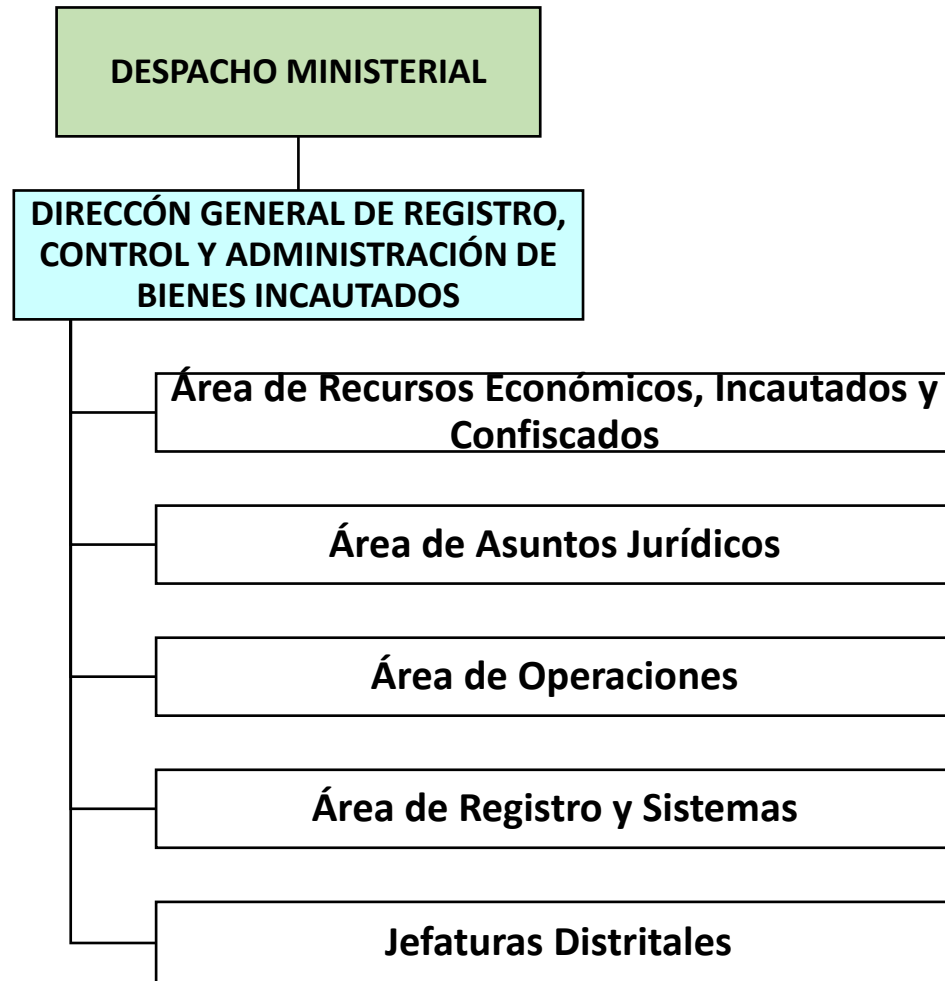 DESPACHO MINISTERIAL
DIRECCÓN GENERAL DE REGISTRO,
CONTROL Y ADMINISTRACIÓN DE
BIENES INCAUTADOS
Área de Recursos Económicos, Incautados y
Confiscados
Área de Asuntos Jurídicos
Área de Operaciones
Área de Registro y Sistemas
Jefaturas Distritales